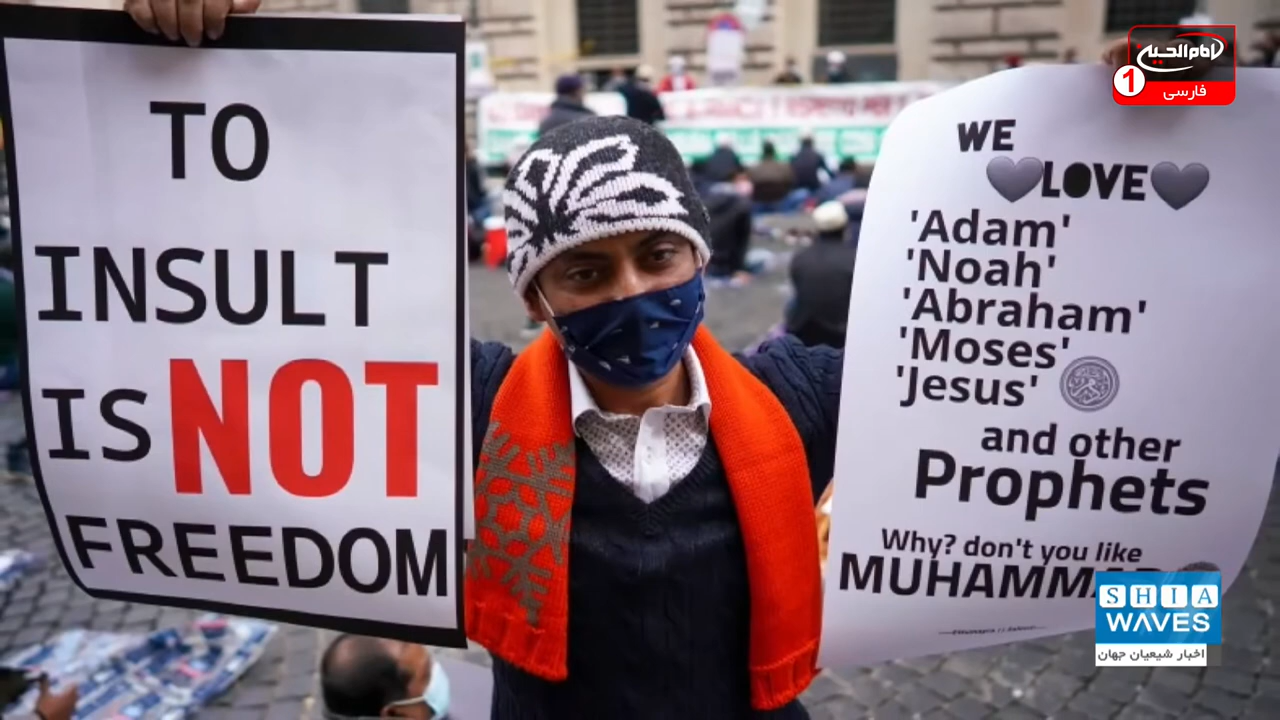 TO
INSULT
IS NOT
FREEDOM
WE
LOVE
'Adam'
'Noah'
'Abraham'
'Moses'
'Jesus'
and other
Prophets
Why? don't you like
امام الحسین
1
فارسی
SHIA
WAVES
اخبار شیعیان جهان